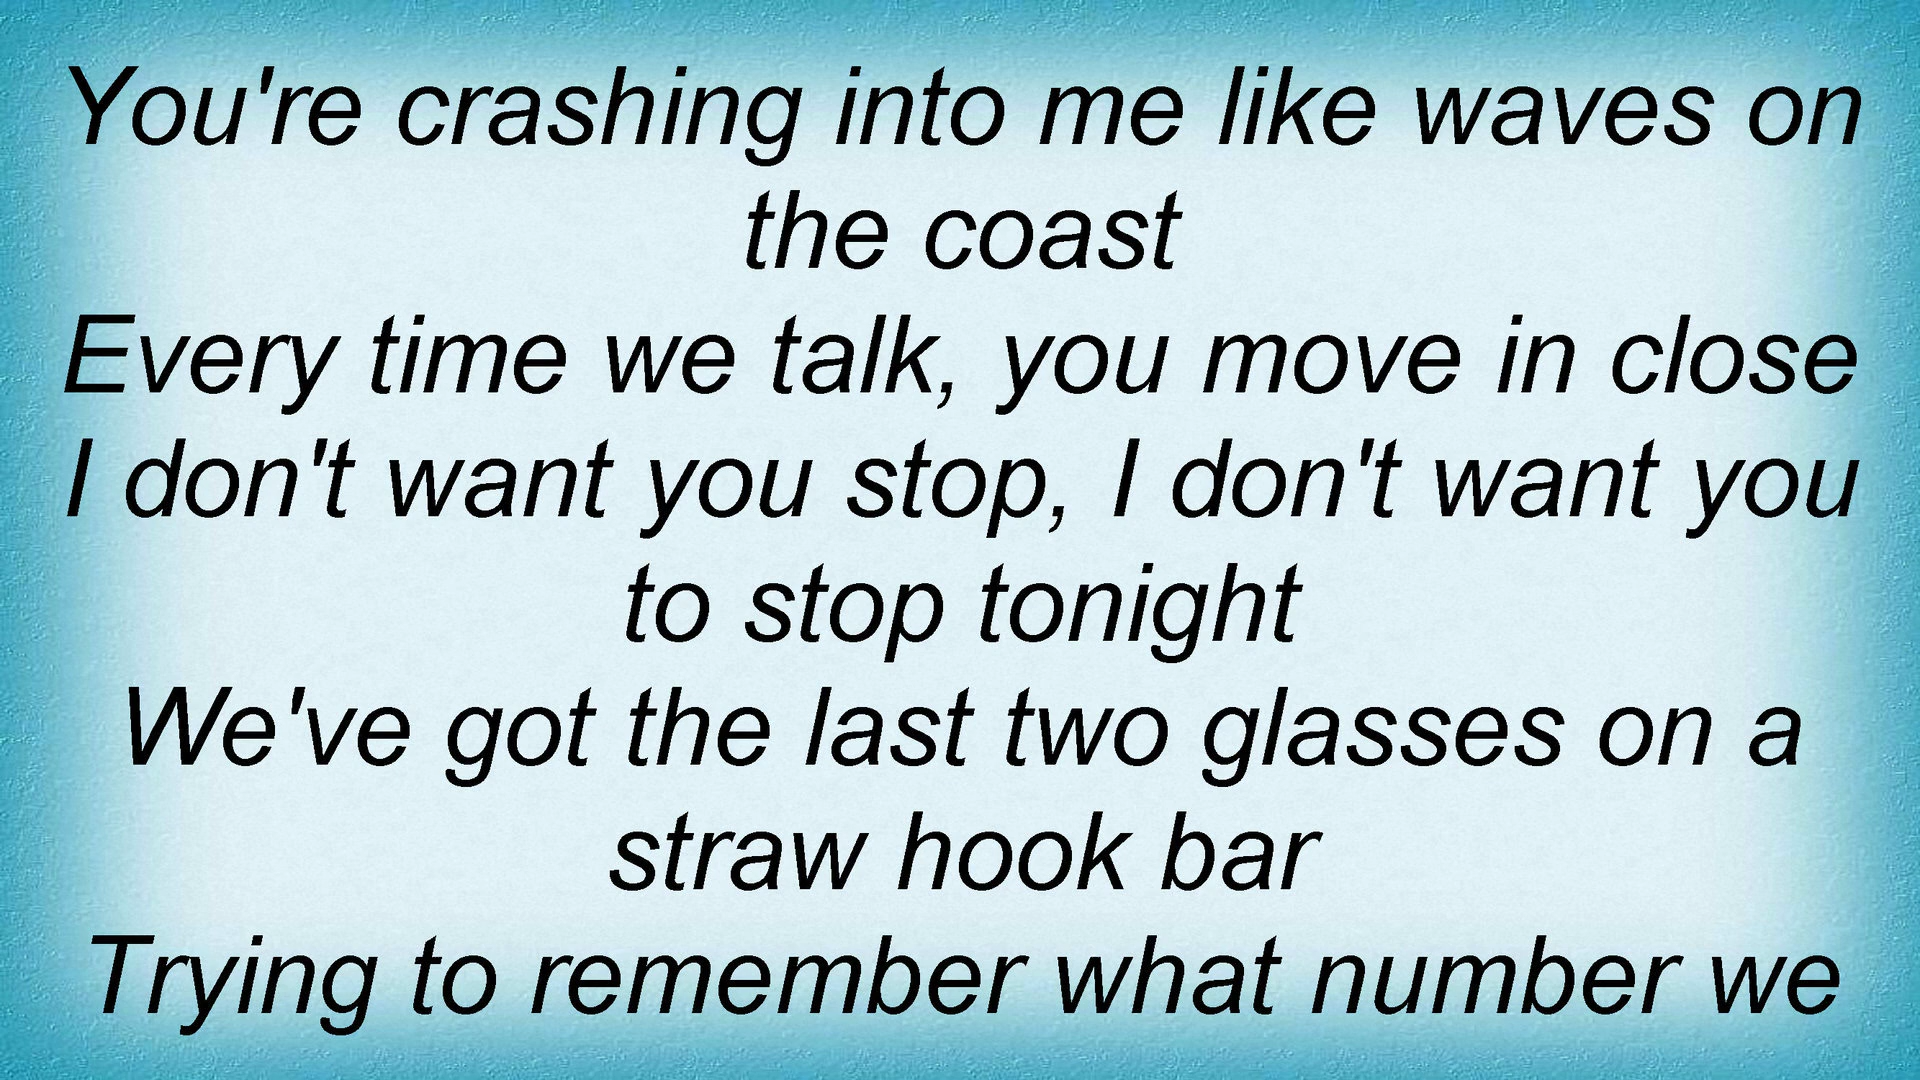 You're crashing into me like waves on
the coast
Every time we talk, you move in close
I don't want you stop, I don't want you
to stop tonight
We've got the last two glasses on a
straw hook bar
Trying to remember what number we